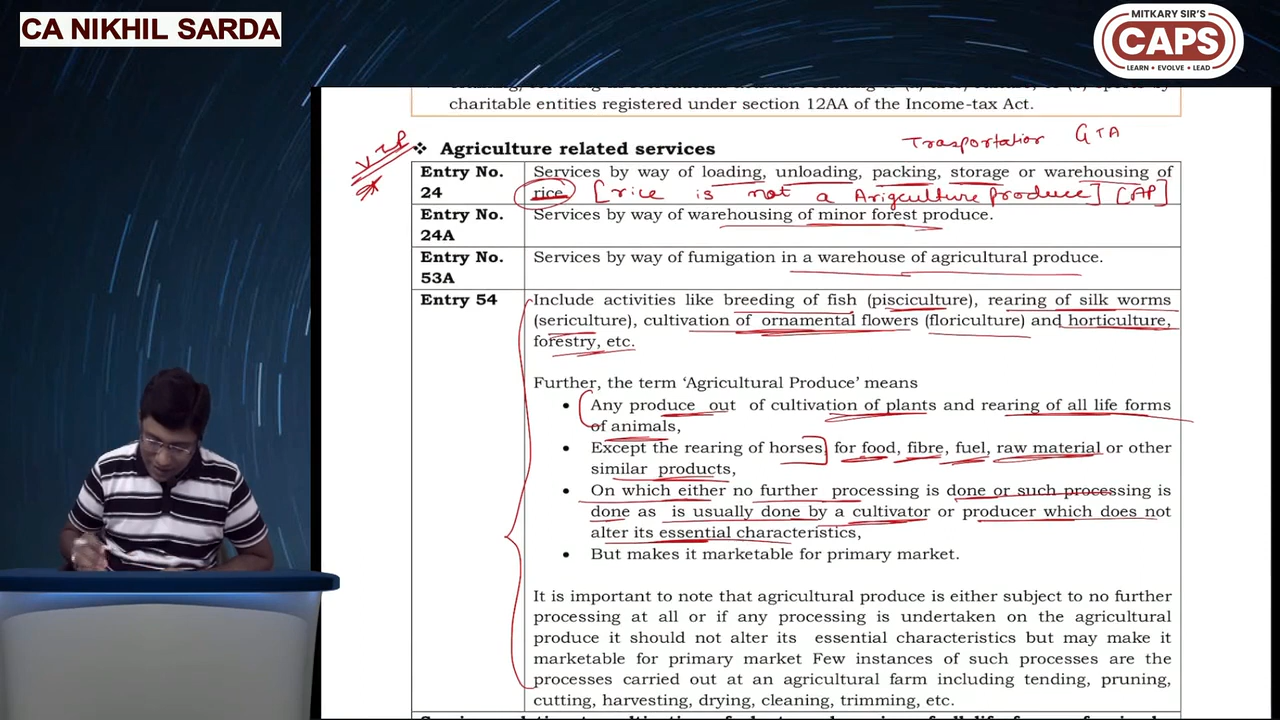 CA NIKHIL SARDA
MITKARY SIR'S
CAPS
LEARN • EVOLVE • LEAD
charitable entities registered under section 12AA of the Income-tax Act.
Trasportation GTA
V Imp
❖ Agriculture related services
Entry No. 24
Services by way of loading, unloading, packing, storage or warehousing of
rice. [rice is not a Arigculture produce] [AP]
Entry No. 24A
Services by way of warehousing of minor forest produce.
Entry No. 53A
Services by way of fumigation in a warehouse of agricultural produce.
Entry 54
Include activities like breeding of fish (pisciculture), rearing of silk worms
(sericulture), cultivation of ornamental flowers (floriculture) and horticulture,
forestry, etc.
Further, the term ‘Agricultural Produce’ means
• Any produce out of cultivation of plants and rearing of all life forms
of animals,
• Except the rearing of horses, for food, fibre, fuel, raw material or other
similar products,
• On which either no further processing is done or such processing is
done as is usually done by a cultivator or producer which does not
alter its essential characteristics,
• But makes it marketable for primary market.
It is important to note that agricultural produce is either subject to no further
processing at all or if any processing is undertaken on the agricultural
produce it should not alter its essential characteristics but may make it
marketable for primary market Few instances of such processes are the
processes carried out at an agricultural farm including tending, pruning,
cutting, harvesting, drying, cleaning, trimming, etc.